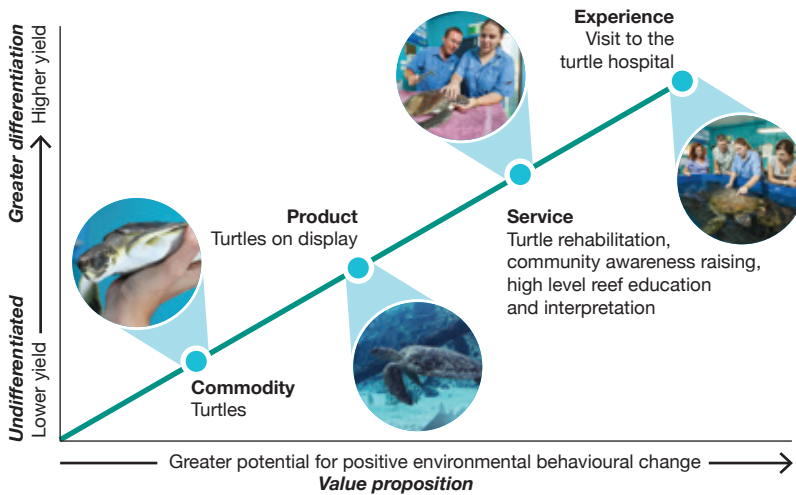 Experience
Visit to the
turtle hospital
Greater differentiation
Higher yield
Product
Turtles on display
Service
Turtle rehabilitation,
community awareness raising,
high level reef education
and interpretation
Undifferentiated
Lower yield
Commodity
Turtles
Greater potential for positive environmental behavioural change
Value proposition